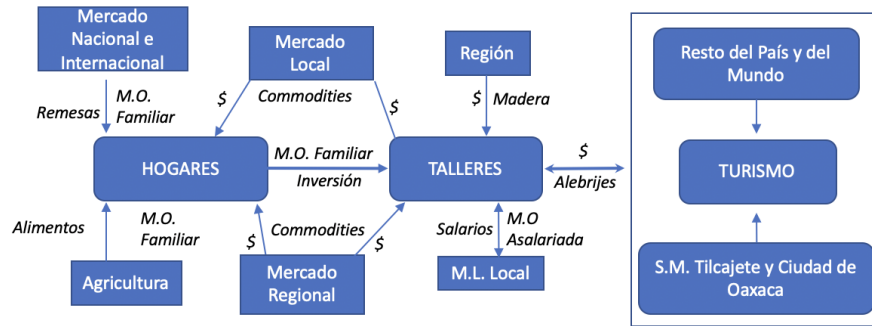 Mercado
Nacional e
Internacional
Mercado
Local
Región
Resto del País y del
Mundo
Remesas
M.O.
Familiar
$
Commodities
$
$
Madera
HOGARES
M.O. Familiar
Inversión
TALLERES
$
Alebrijes
TURISMO
Alimentos
M.O.
Familiar
$
Commodities
$
Salarios
M.O
Asalariada
Agricultura
Mercado
Regional
M.L. Local
S.M. Tilcajete y Ciudad de
Oaxaca